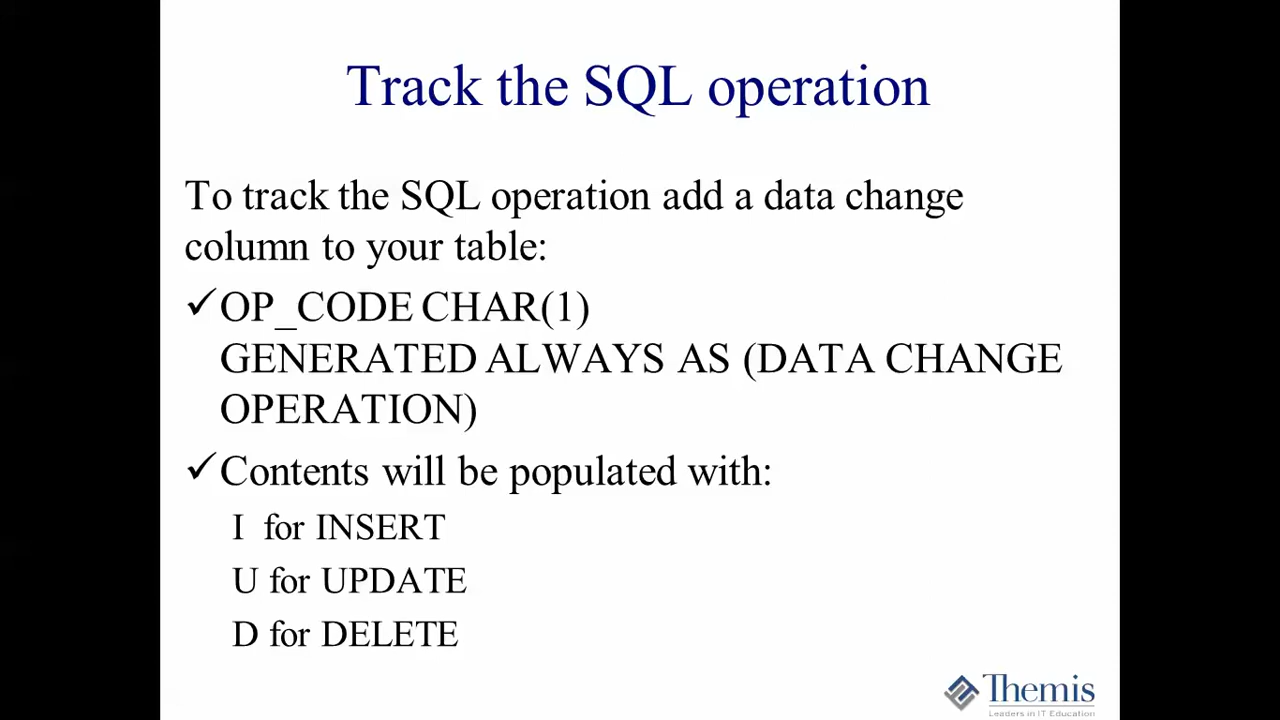 Track the SQL operation
To track the SQL operation add a data change
column to your table:
✓OP_CODE CHAR(1)
GENERATED ALWAYS AS (DATA CHANGE
OPERATION)
✓Contents will be populated with:
I  for INSERT
U for UPDATE
D for DELETE
Themis
Leaders in IT Education